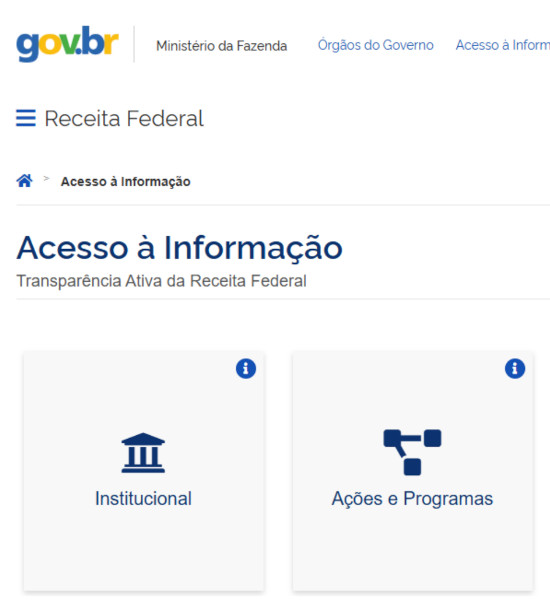 gov.br Ministério da Fazenda Órgãos do Governo Acesso à Inform
Receita Federal
> Acesso à Informação
Acesso à Informação
Transparência Ativa da Receita Federal
Institucional Ações e Programas